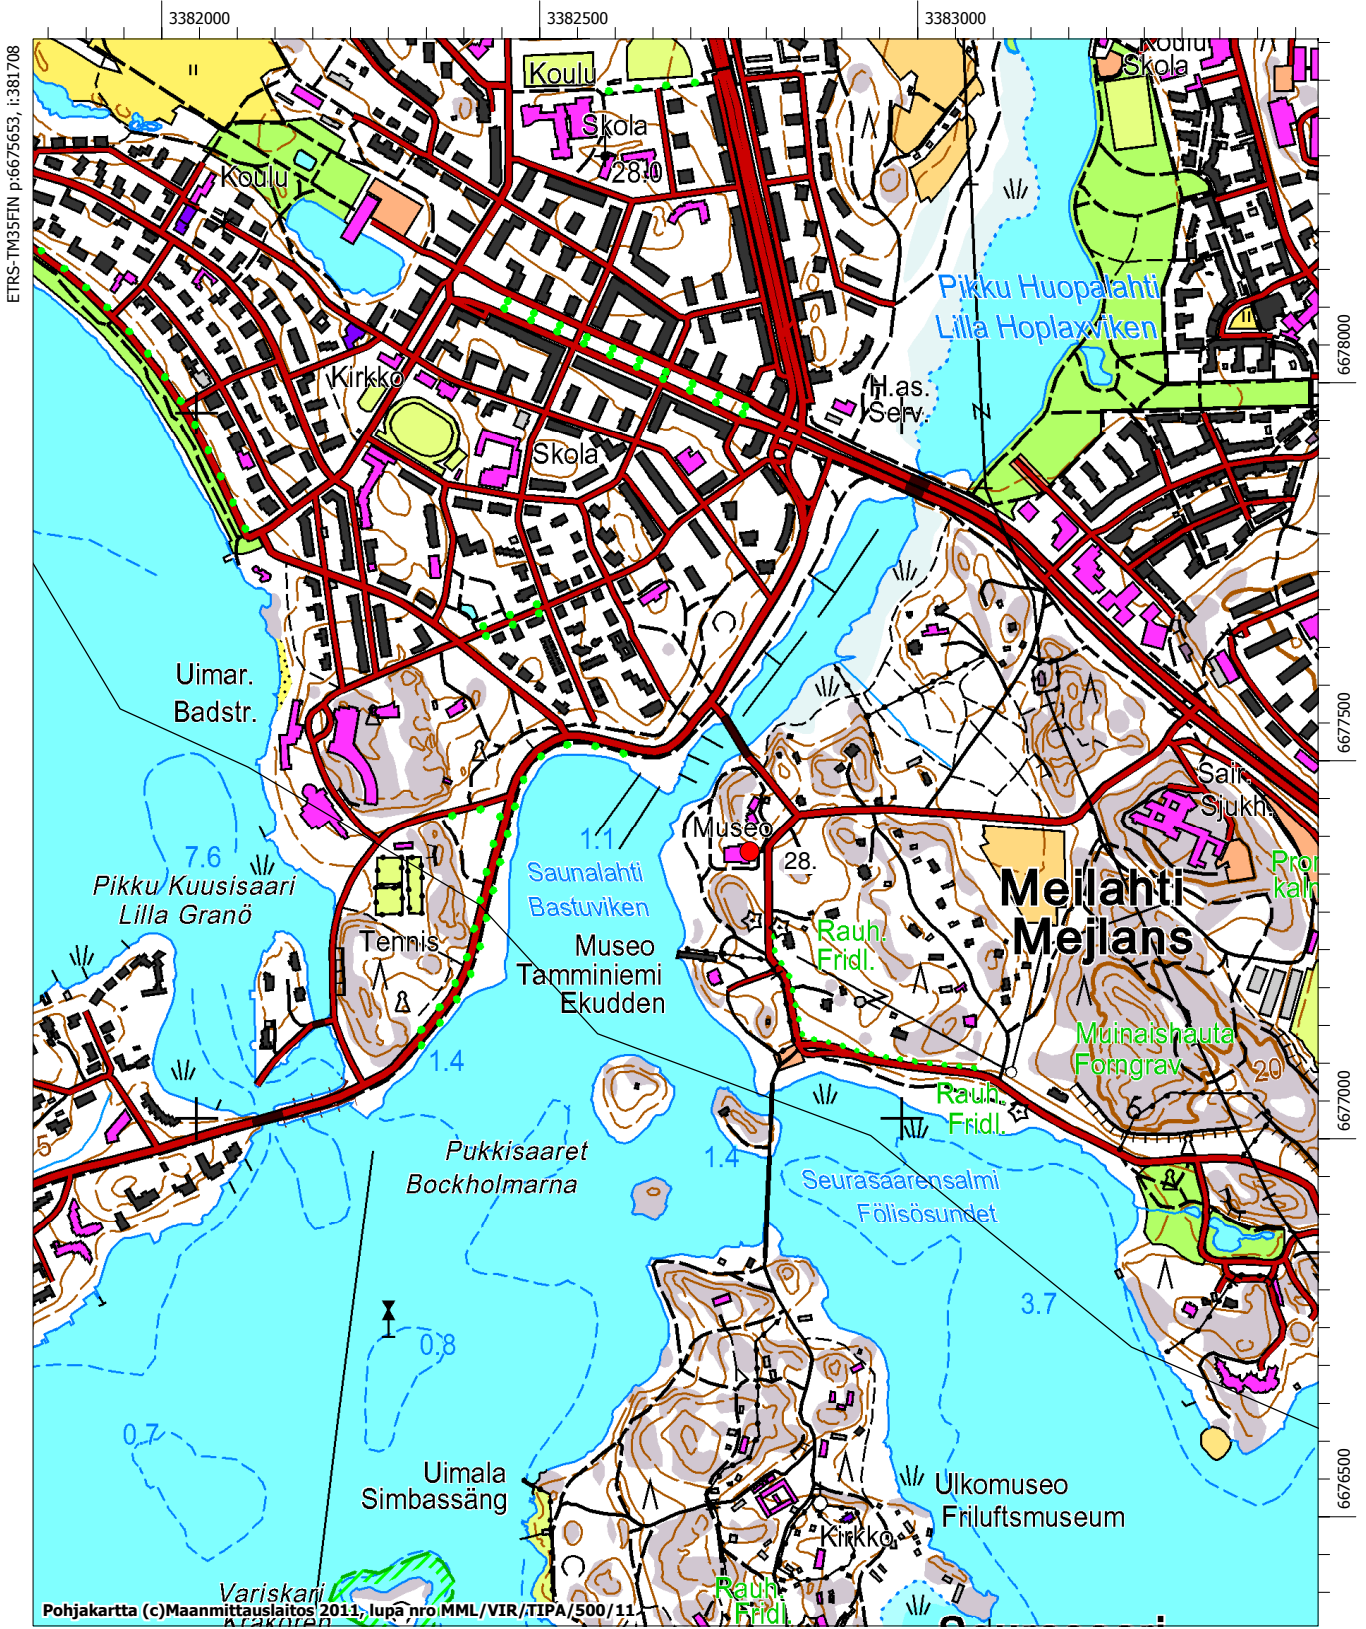 3382000
3382500
3383000
ETRS-TM35FIN p:6675653, i:381708
Koulu
Skola
Koulu
Skola
28.0
Koulu
Pikku Huopalahti
Lilla Hoplaxviken
6678000
Kirkko
H.as.
Serv.
Skola
Uimar.
Badstr.
6677500
Sair.
Sjukh.
Museo
28.
1.1
7.6
Saunalahti
Bastuviken
Pikku Kuusisaari
Lilla Granö
Meilahti
Mejlans
Tennis
Rauh.
Fridl.
Museo
Tamminiemi
Ekudden
Muinaishauta
Forngrav
20
1.4
Rauh.
Fridl.
6677000
5
Pukkisaaret
Bockholmarna
1.4
Seurasaarensalmi
Fölisösundet
3.7
0.8
0.7
Uimala
Simbassäng
Ulkomuseo
Friluftsmuseum
6676500
Kirkko
Variskari
Kråkören
Rauh.
Fridl.
Pohjakartta (c)Maanmittauslaitos 2011, lupa nro MML/VIR/TIPA/500/11